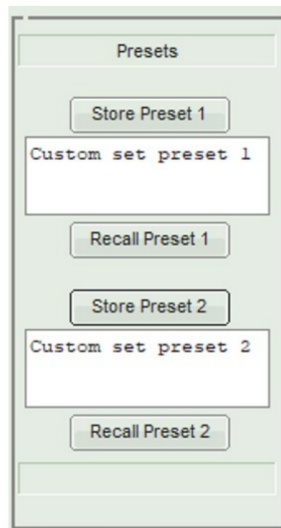 Presets
Store Preset 1
Custom set preset 1
Recall Preset 1
Store Preset 2
Custom set preset 2
Recall Preset 2